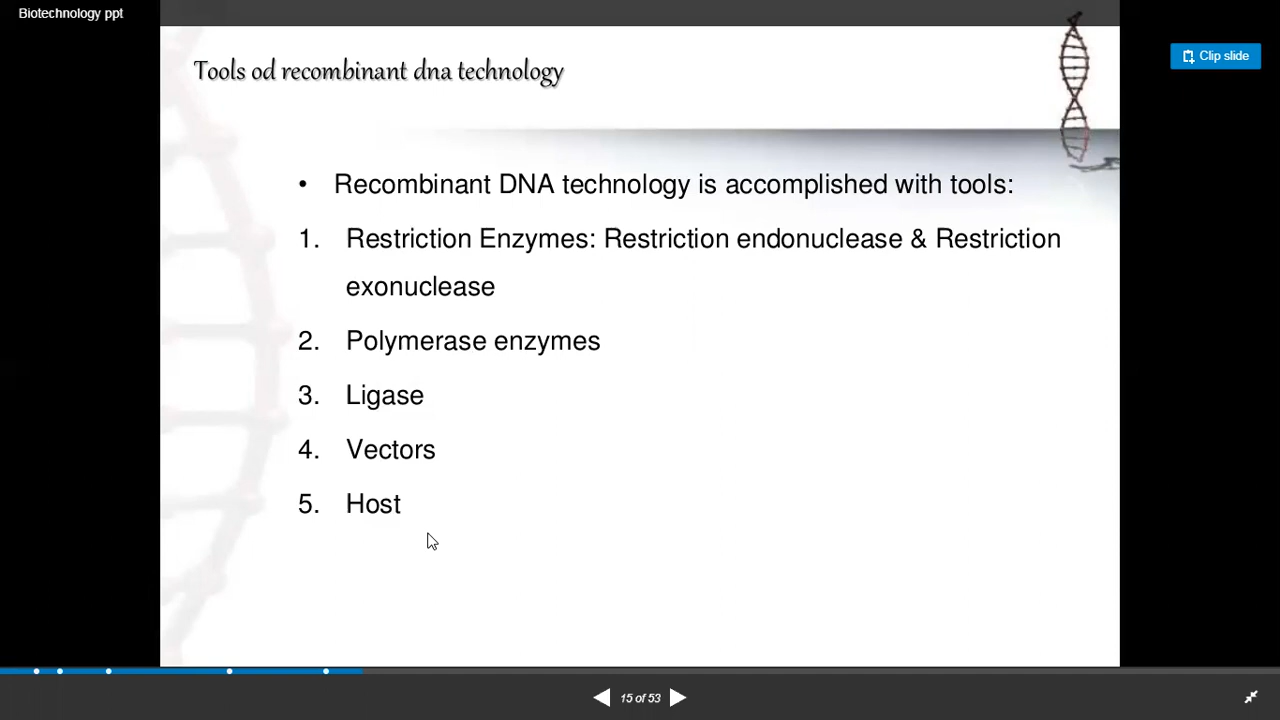 Biotechnology ppt
Clip slide
Tools od recombinant dna technology
• Recombinant DNA technology is accomplished with tools:
1. Restriction Enzymes: Restriction endonuclease & Restriction
exonuclease
2. Polymerase enzymes
3. Ligase
4. Vectors
5. Host
15 of 53